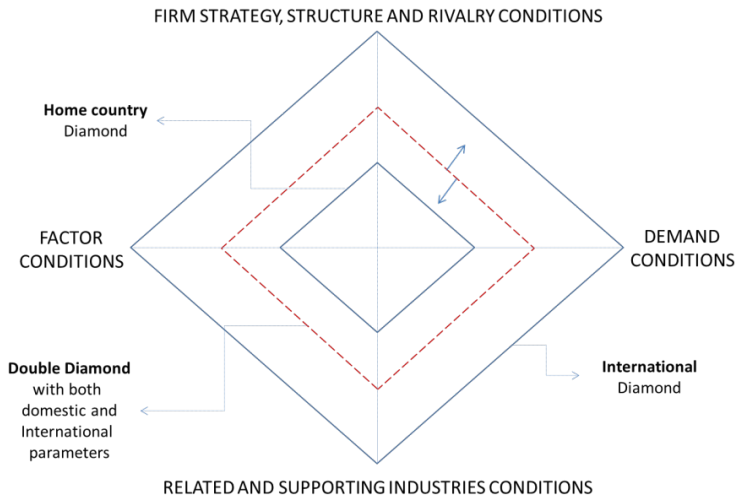 FIRM STRATEGY, STRUCTURE AND RIVALRY CONDITIONS
Home country
Diamond
FACTOR
CONDITIONS
DEMAND
CONDITIONS
Double Diamond
with both
domestic and
International
parameters
International
Diamond
RELATED AND SUPPORTING INDUSTRIES CONDITIONS